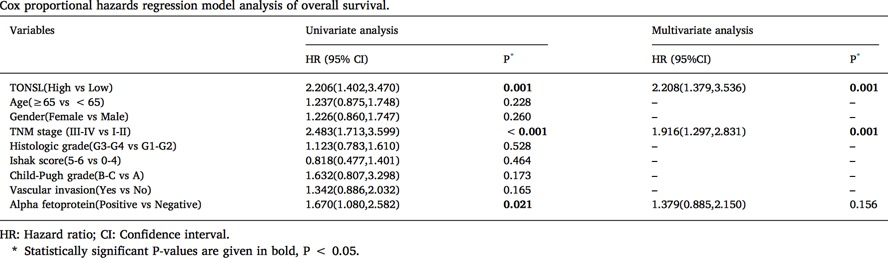 Cox proportional hazards regression model analysis of overall survival.
Variables Univariate analysis Multivariate analysis
HR (95% CI) P* HR (95%CI) P*
TONSL(High vs Low) 2.206(1.402,3.470) 0.001 2.208(1.379,3.536) 0.001
Age(≥65 vs < 65) 1.237(0.875,1.748) 0.228 – –
Gender(Female vs Male) 1.226(0.860,1.747) 0.260 – –
TNM stage (III-IV vs I-II) 2.483(1.713,3.599) < 0.001 1.916(1.297,2.831) 0.001
Histologic grade(G3-G4 vs G1-G2) 1.123(0.783,1.610) 0.528 – –
Ishak score(5-6 vs 0-4) 0.818(0.477,1.401) 0.464 – –
Child-Pugh grade(B-C vs A) 1.632(0.807,3.298) 0.173 – –
Vascular invasion(Yes vs No) 1.342(0.886,2.032) 0.165 – –
Alpha fetoprotein(Positive vs Negative) 1.670(1.080,2.582) 0.021 1.379(0.885,2.150) 0.156
HR: Hazard ratio; CI: Confidence interval.
* Statistically significant P-values are given in bold, P < 0.05.